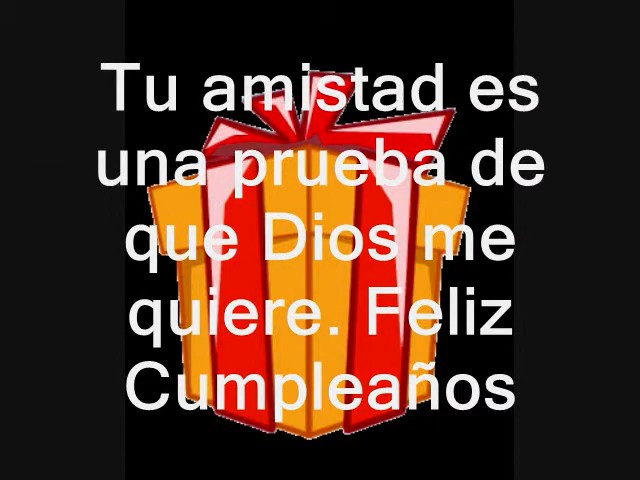 Tu amistad es
una prueba de
que Dios me
quiere. Feliz
Cumpleaños